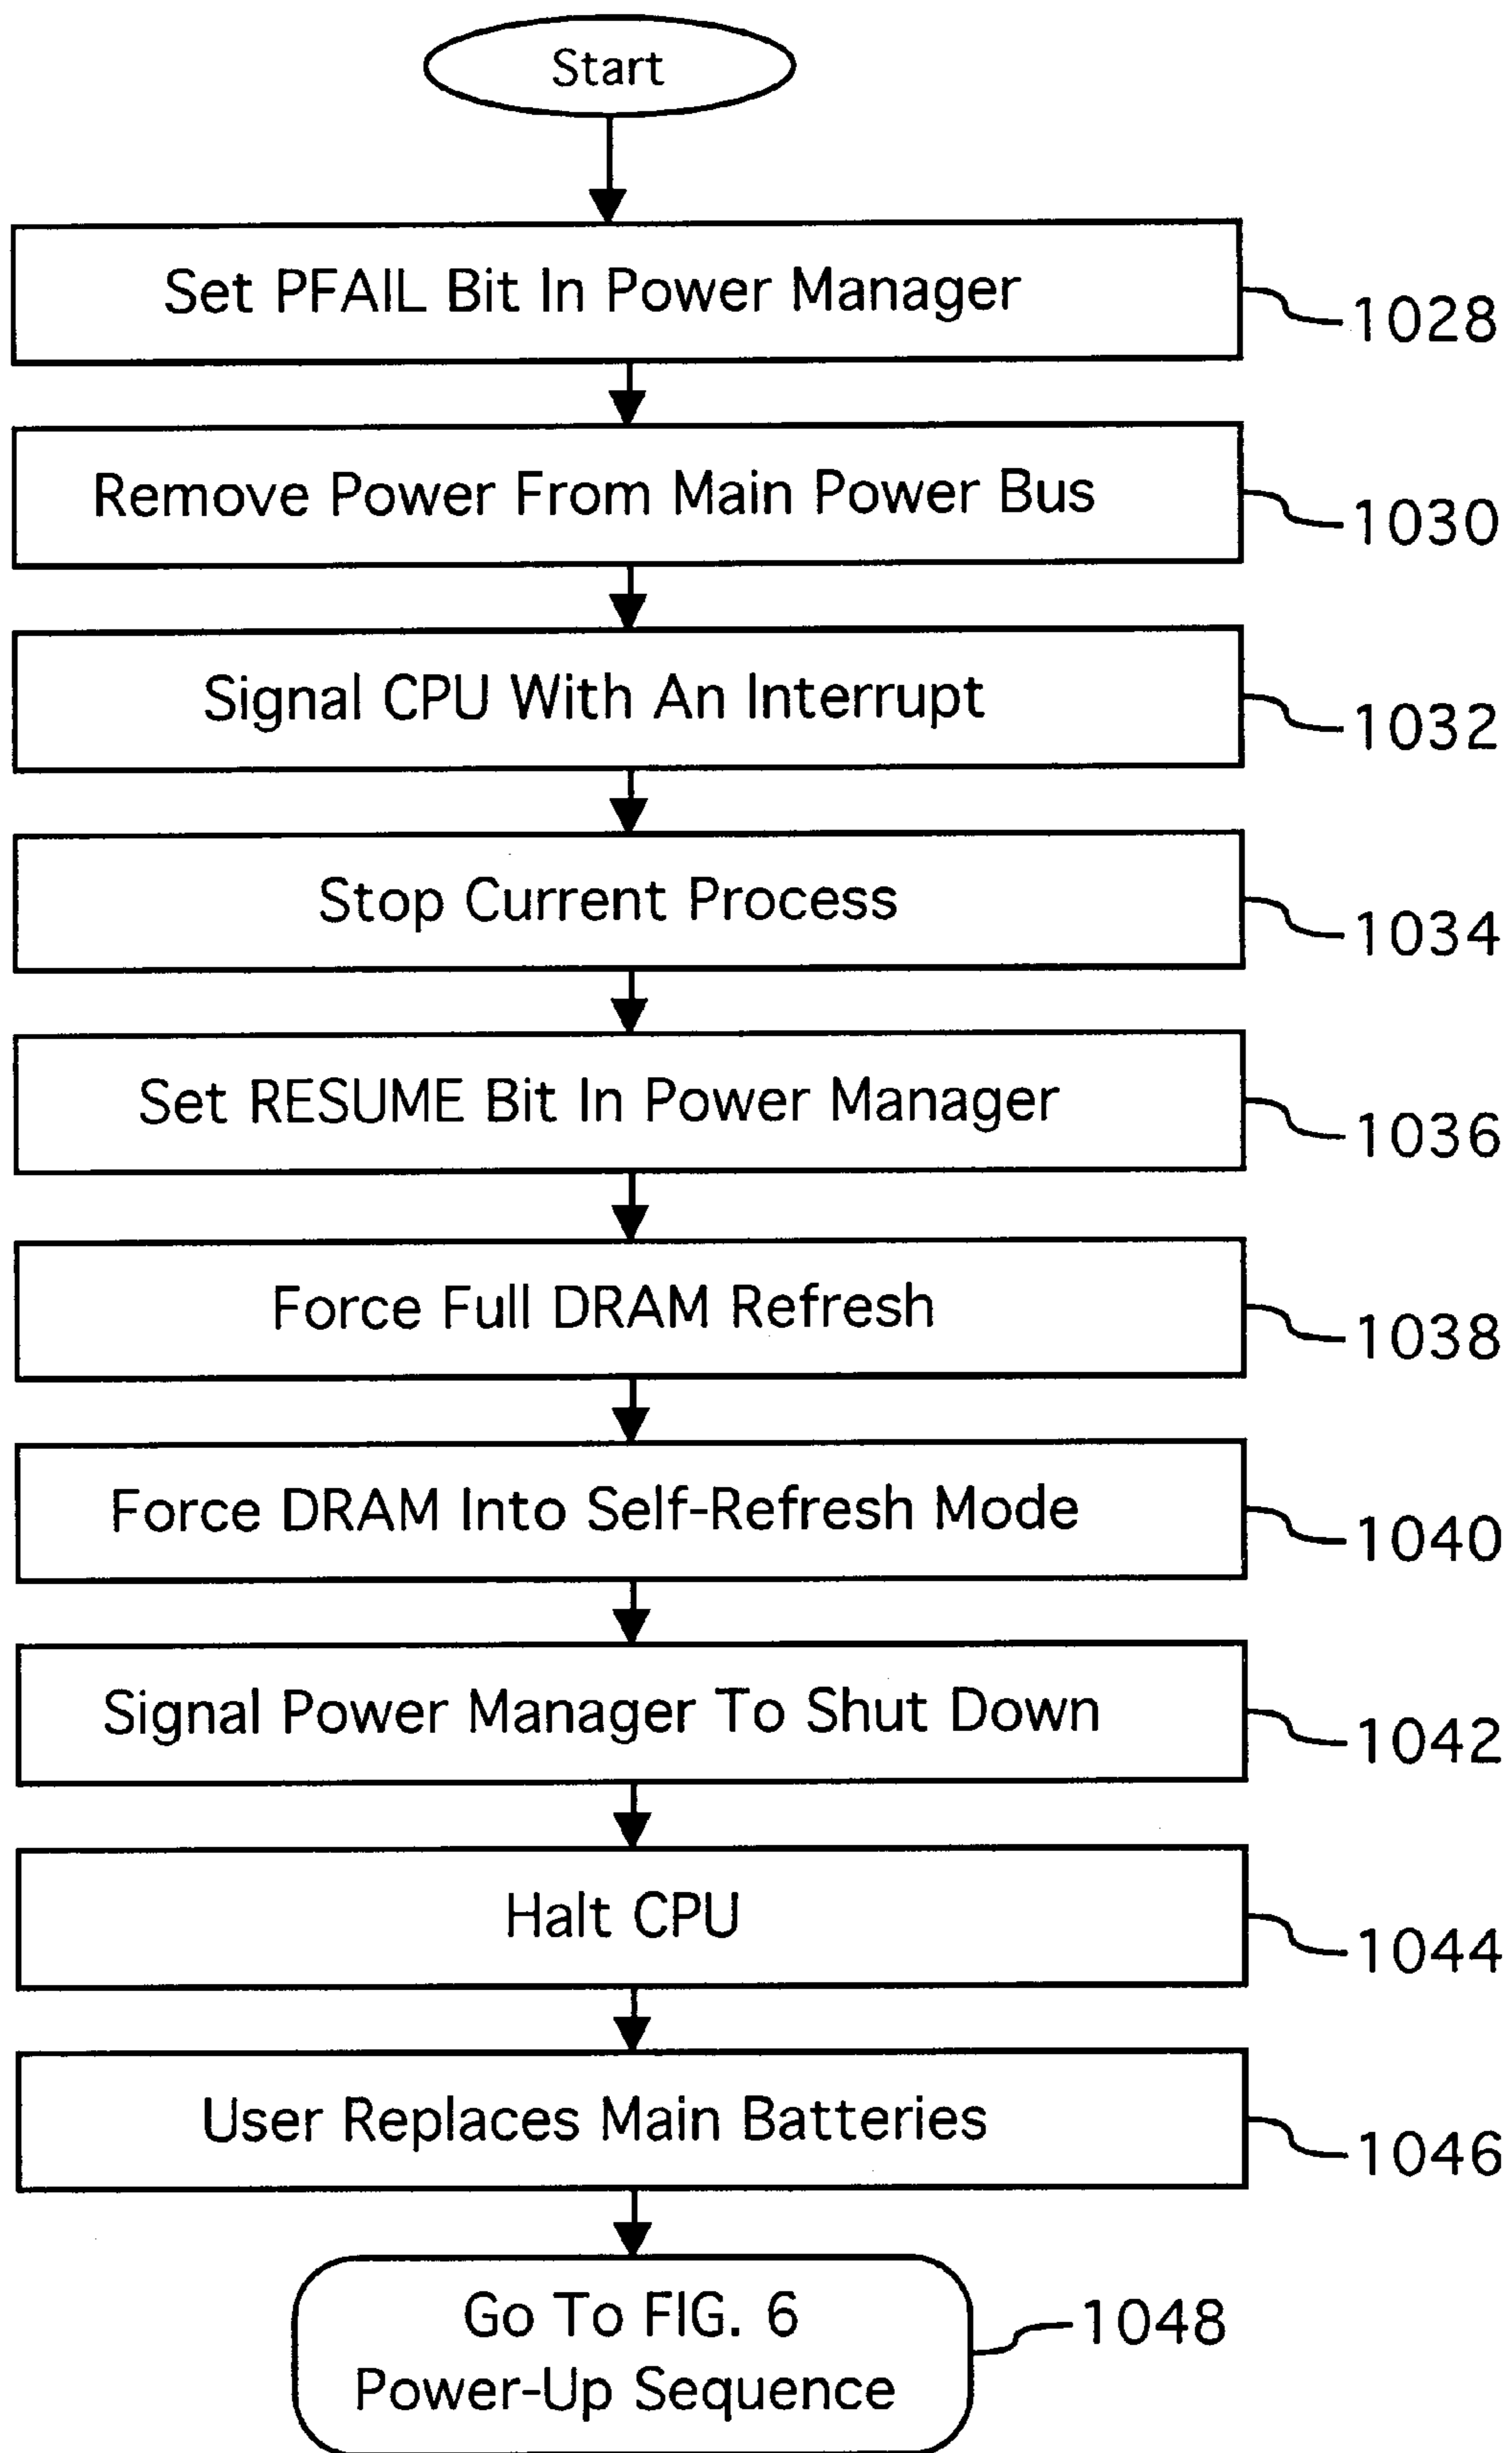 Start
Set PFAIL Bit In Power Manager
1028
Remove Power From Main Power Bus
1030
Signal CPU With An Interrupt
1032
Stop Current Process
1034
Set RESUME Bit In Power Manager
1036
Force Full DRAM Refresh
1038
Force DRAM Into Self-Refresh Mode
1040
Signal Power Manager To Shut Down
1042
Halt CPU
1044
User Replaces Main Batteries
1046
Go To FIG. 6
Power-Up Sequence
1048